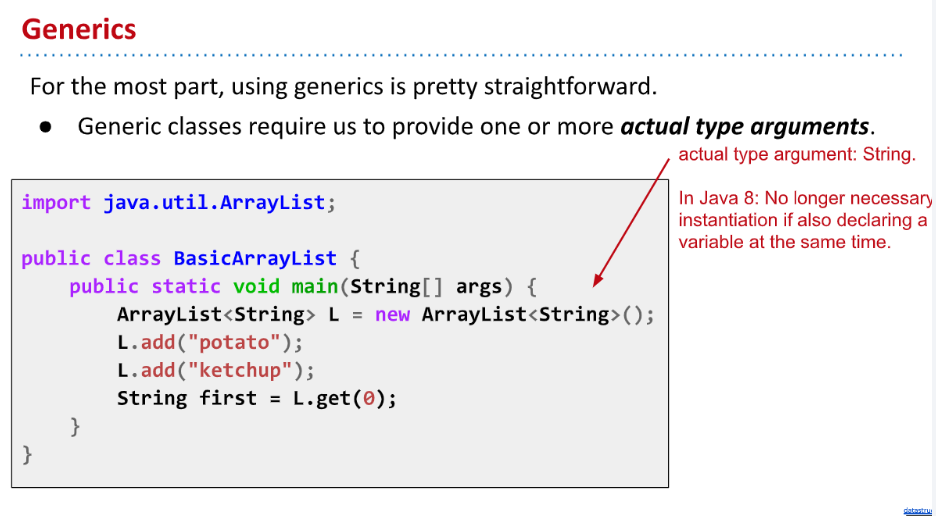 Generics
For the most part, using generics is pretty straightforward.
● Generic classes require us to provide one or more actual type arguments.
actual type argument: String.
In Java 8: No longer necessary
instantiation if also declaring a
variable at the same time.
import java.util.ArrayList;
public class BasicArrayList {
    public static void main(String[] args) {
        ArrayList<String> L = new ArrayList<String>();
        L.add("potato");
        L.add("ketchup");
        String first = L.get(0);
    }
}